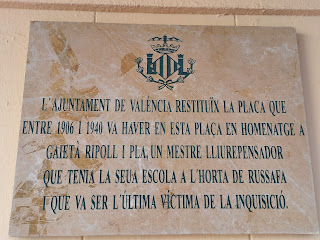 L'AJUNTAMENT DE VALÈNCIA RESTITUÏX LA PLACA QUE
ENTRE 1906 I 1940 VA HAVER EN ESTA PLAÇA EN HOMENATGE A
GAIETÀ RIPOLL I PLA, UN MESTRE LLIUREPENSADOR
QUE TENIA LA SEUA ESCOLA A L'HORTA DE RUSSAFA
I QUE VA SER L'ÚLTIMA VÍCTIMA DE LA INQUISICIÓ.